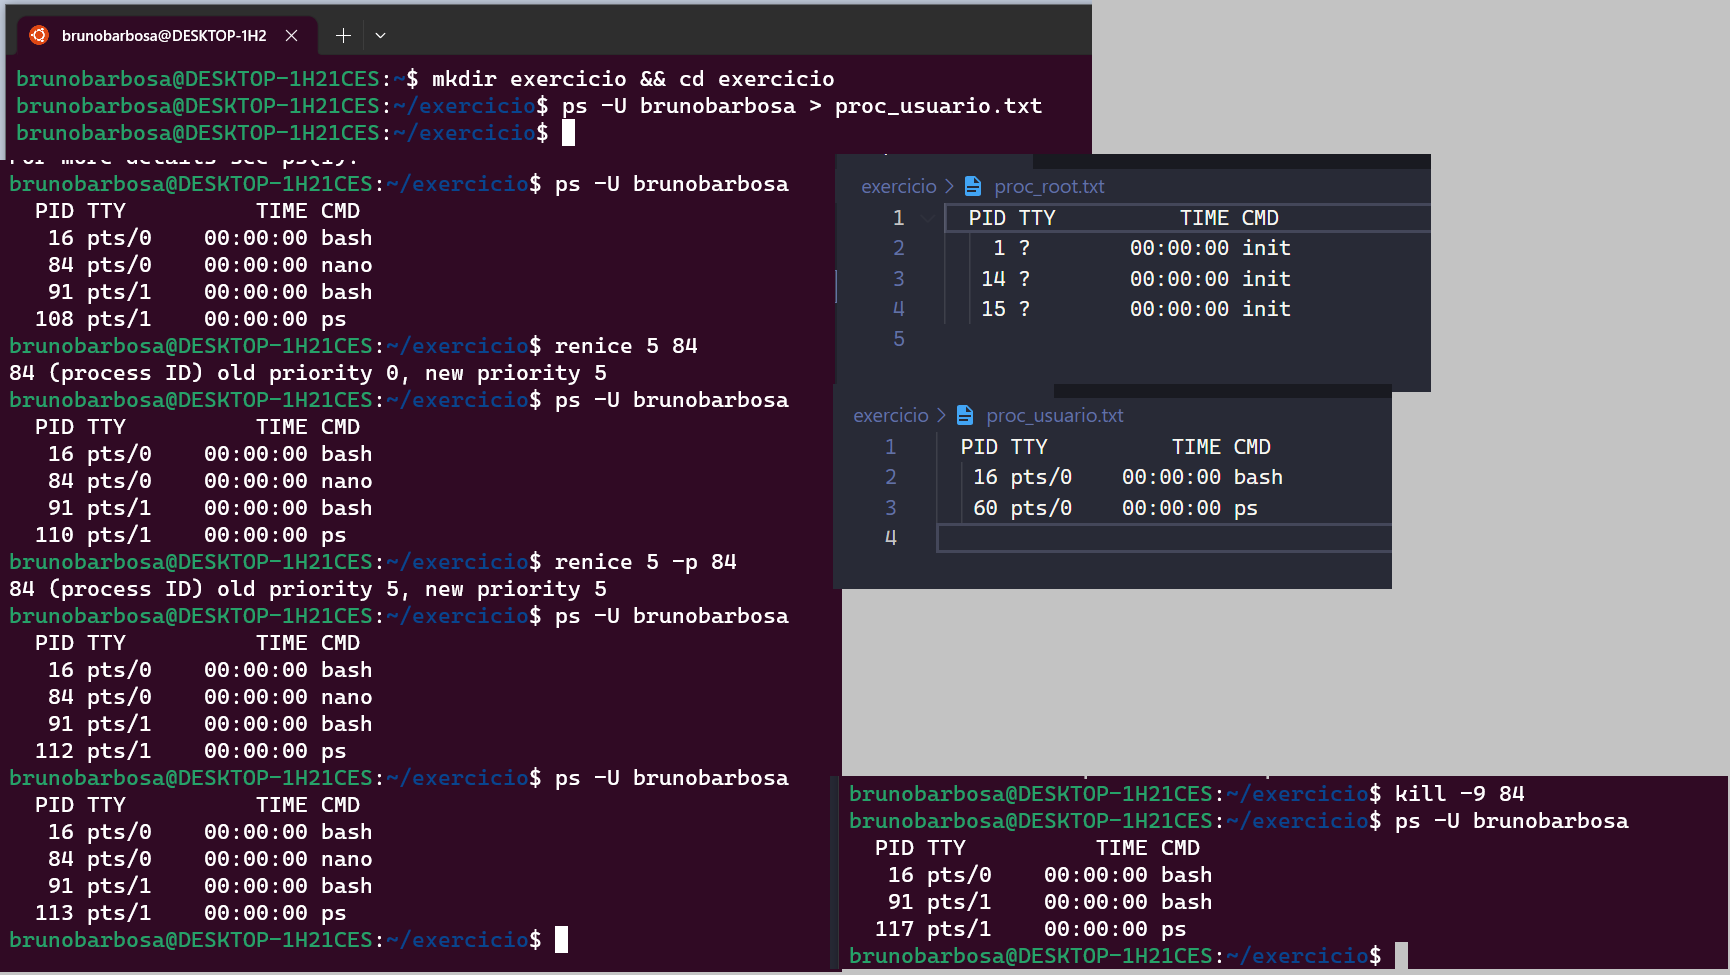 brunobarbosa@DESKTOP-1H2
brunobarbosa@DESKTOP-1H21CES:~$ mkdir exercicio && cd exercicio
brunobarbosa@DESKTOP-1H21CES:~/exercicio$ ps -U brunobarbosa > proc_usuario.txt
brunobarbosa@DESKTOP-1H21CES:~/exercicio$
For more details see ps(1).
brunobarbosa@DESKTOP-1H21CES:~/exercicio$ ps -U brunobarbosa
PID TTY TIME CMD
16 pts/0 00:00:00 bash
84 pts/0 00:00:00 nano
91 pts/1 00:00:00 bash
108 pts/1 00:00:00 ps
brunobarbosa@DESKTOP-1H21CES:~/exercicio$ renice 5 84
84 (process ID) old priority 0, new priority 5
brunobarbosa@DESKTOP-1H21CES:~/exercicio$ ps -U brunobarbosa
PID TTY TIME CMD
16 pts/0 00:00:00 bash
84 pts/0 00:00:00 nano
91 pts/1 00:00:00 bash
110 pts/1 00:00:00 ps
brunobarbosa@DESKTOP-1H21CES:~/exercicio$ renice 5 -p 84
84 (process ID) old priority 5, new priority 5
brunobarbosa@DESKTOP-1H21CES:~/exercicio$ ps -U brunobarbosa
PID TTY TIME CMD
16 pts/0 00:00:00 bash
84 pts/0 00:00:00 nano
91 pts/1 00:00:00 bash
112 pts/1 00:00:00 ps
brunobarbosa@DESKTOP-1H21CES:~/exercicio$ ps -U brunobarbosa
PID TTY TIME CMD
16 pts/0 00:00:00 bash
84 pts/0 00:00:00 nano
91 pts/1 00:00:00 bash
113 pts/1 00:00:00 ps
brunobarbosa@DESKTOP-1H21CES:~/exercicio$
exercicio > proc_root.txt
1 PID TTY TIME CMD
2 1 ? 00:00:00 init
3 14 ? 00:00:00 init
4 15 ? 00:00:00 init
5
exercicio > proc_usuario.txt
1 PID TTY TIME CMD
2 16 pts/0 00:00:00 bash
3 60 pts/0 00:00:00 ps
4
brunobarbosa@DESKTOP-1H21CES:~/exercicio$ kill -9 84
brunobarbosa@DESKTOP-1H21CES:~/exercicio$ ps -U brunobarbosa
PID TTY TIME CMD
16 pts/0 00:00:00 bash
91 pts/1 00:00:00 bash
117 pts/1 00:00:00 ps
brunobarbosa@DESKTOP-1H21CES:~/exercicio$